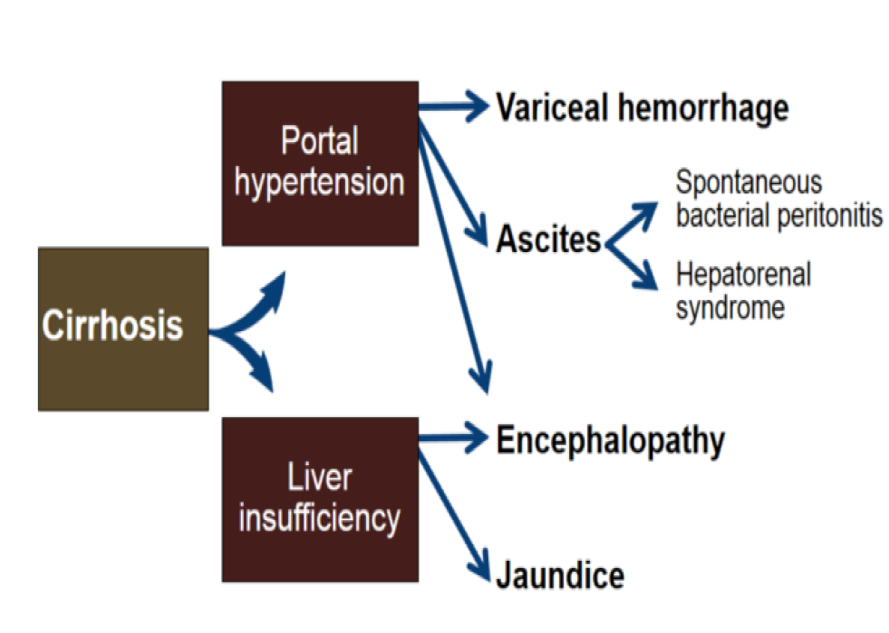 Variceal hemorrhage
Portal
hypertension
Spontaneous
bacterial peritonitis
Ascites
Hepatorenal
syndrome
Cirrhosis
Encephalopathy
Liver
insufficiency
Jaundice